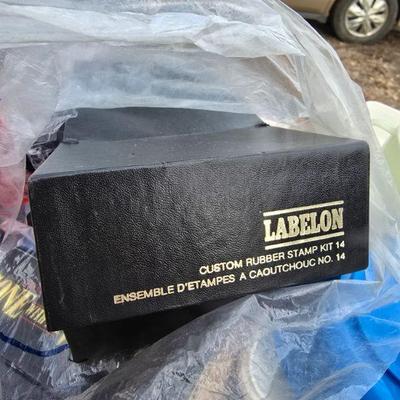 LABELON
CUSTOM RUBBER STAMP KIT 14
ENSEMBLE D'ETAMPES A CAOUTCHOUC NO. 14